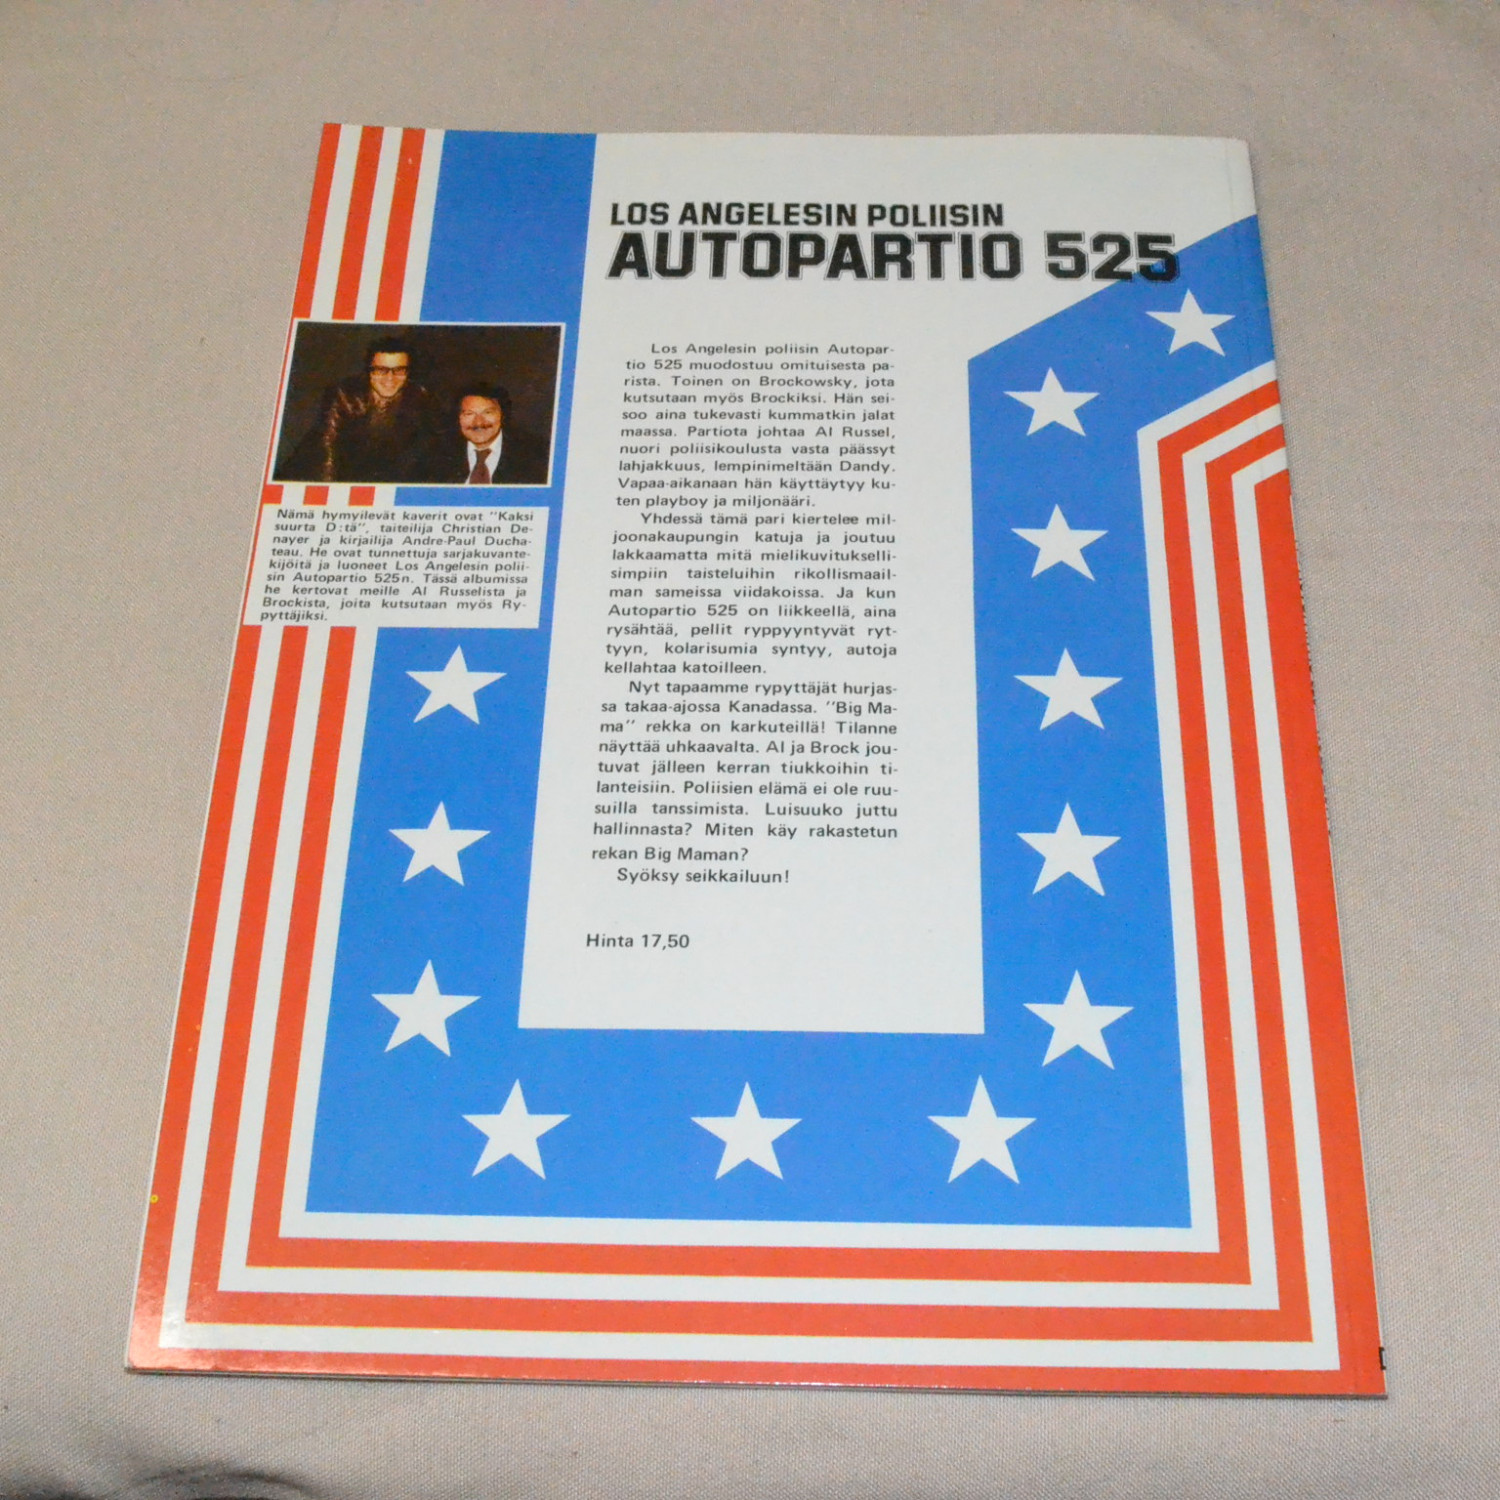 LOS ANGELESIN POLIISIN
AUTOPARTIO 525
Nämä hymyilevät kaverit ovat "Kaksi
suurta D:tä", taiteilija Christian De-
nayer ja kirjailija Andre-Paul Ducha-
teau. He ovat tunnettuja sarjakuvante-
kijöitä ja luoneet Los Angelesin polii-
sin Autopartio 525n. Tässä albumissa
he kertovat meille Al Russelista ja
Brockista, joita kutsutaan myös Ry-
pyttäjiksi.
Los Angelesin poliisin Autopar-
tio 525 muodostuu omituisesta pa-
rista. Toinen on Brockowsky, jota
kutsutaan myös Brockiksi. Hän sei-
soo aina tukevasti kummatkin jalat
maassa. Partiota johtaa Al Russel,
nuori poliisikoulusta vasta päässyt
lahjakkuus, lempinimeltään Dandy.
Vapaa-aikanaan hän käyttäytyy ku-
ten playboy ja miljonääri.
Yhdessä tämä pari kiertelee mil-
joonakaupungin katuja ja joutuu
lakkaamatta mitä mielikuvitukselli-
simpiin taisteluihin rikollismaail-
man sameissa viidakoissa. Ja kun
Autopartio 525 on liikkeellä, aina
rysähtää, pellit ryppyyntyvät ryt-
tyyn, kolarisumia syntyy, autoja
kellahtaa katoilleen.
Nyt tapaamme rypyttäjät hurjas-
sa takaa-ajossa Kanadassa. "Big Ma-
ma" rekka on karkuteillä! Tilanne
näyttää uhkaavalta. Al ja Brock jou-
tuvat jälleen kerran tiukkoihin ti-
lanteisiin. Poliisien elämä ei ole ruu-
suilla tanssimista. Luisuuko juttu
hallinnasta? Miten käy rakastetun
rekan Big Maman?
Syöksy seikkailuun!
Hinta 17,50